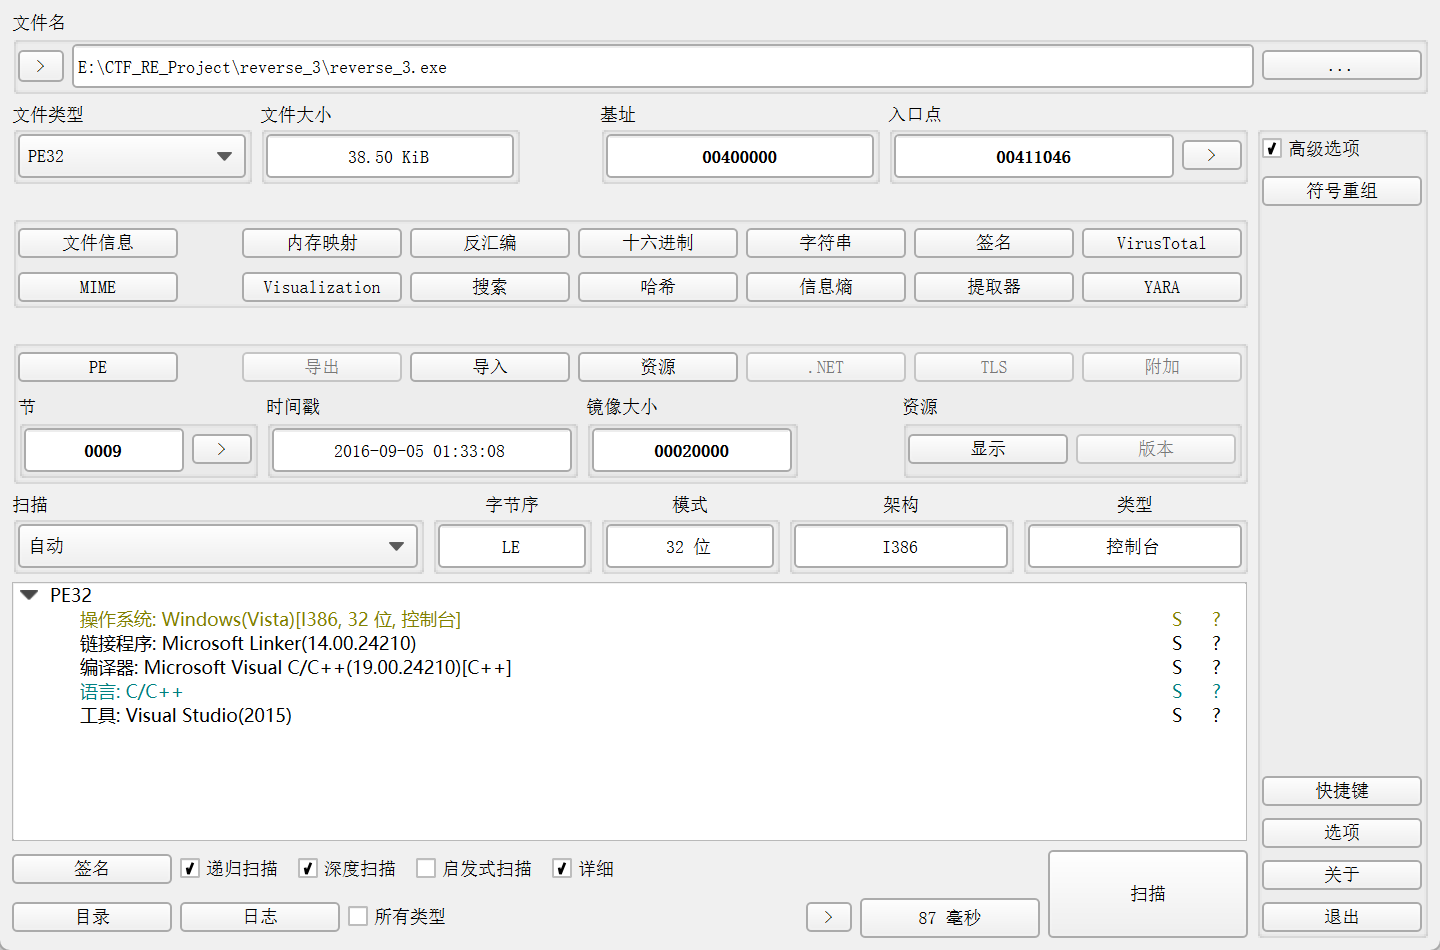 文件名
> E:\CTF_RE_Project\reverse_3\reverse_3.exe ...
文件类型 文件大小 基址 入口点
PE32 38.50 KiB 00400000 00411046 >
高级选项
符号重组
文件信息 内存映射 反汇编 十六进制 字符串 签名 VirusTotal
MIME Visualization 搜索 哈希 信息熵 提取器 YARA
PE 导出 导入 资源 .NET TLS 附加
节 时间戳 镜像大小 资源
0009 > 2016-09-05 01:33:08 00020000 显示 版本
扫描 字节序 模式 架构 类型
自动 LE 32 位 I386 控制台
PE32
操作系统: Windows(Vista)[I386, 32 位, 控制台] S ?
链接程序: Microsoft Linker(14.00.24210) S ?
编译器: Microsoft Visual C/C++(19.00.24210)[C++] S ?
语言: C/C++ S ?
工具: Visual Studio(2015) S ?
快捷键
选项
签名 递归扫描 深度扫描 启发式扫描 详细 扫描 关于
目录 日志 所有类型 > 87 毫秒 退出